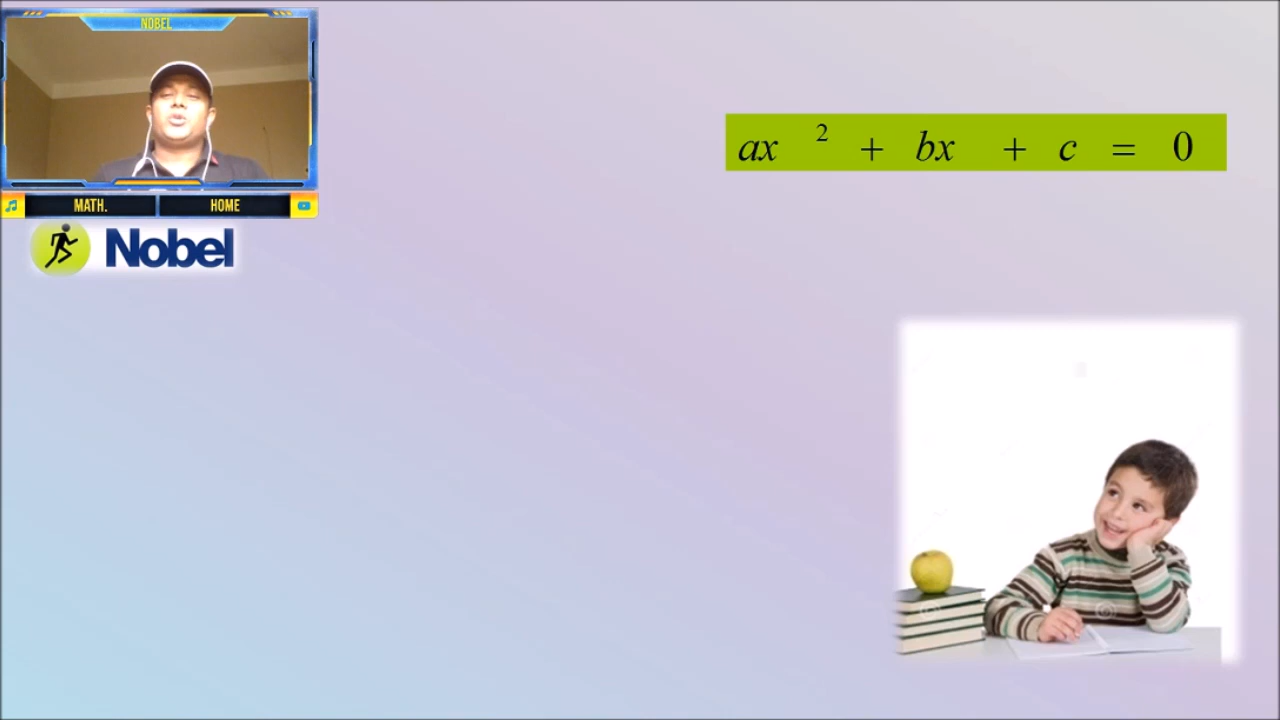 NOBEL
MATH. HOME
Nobel
ax² + bx + c = 0